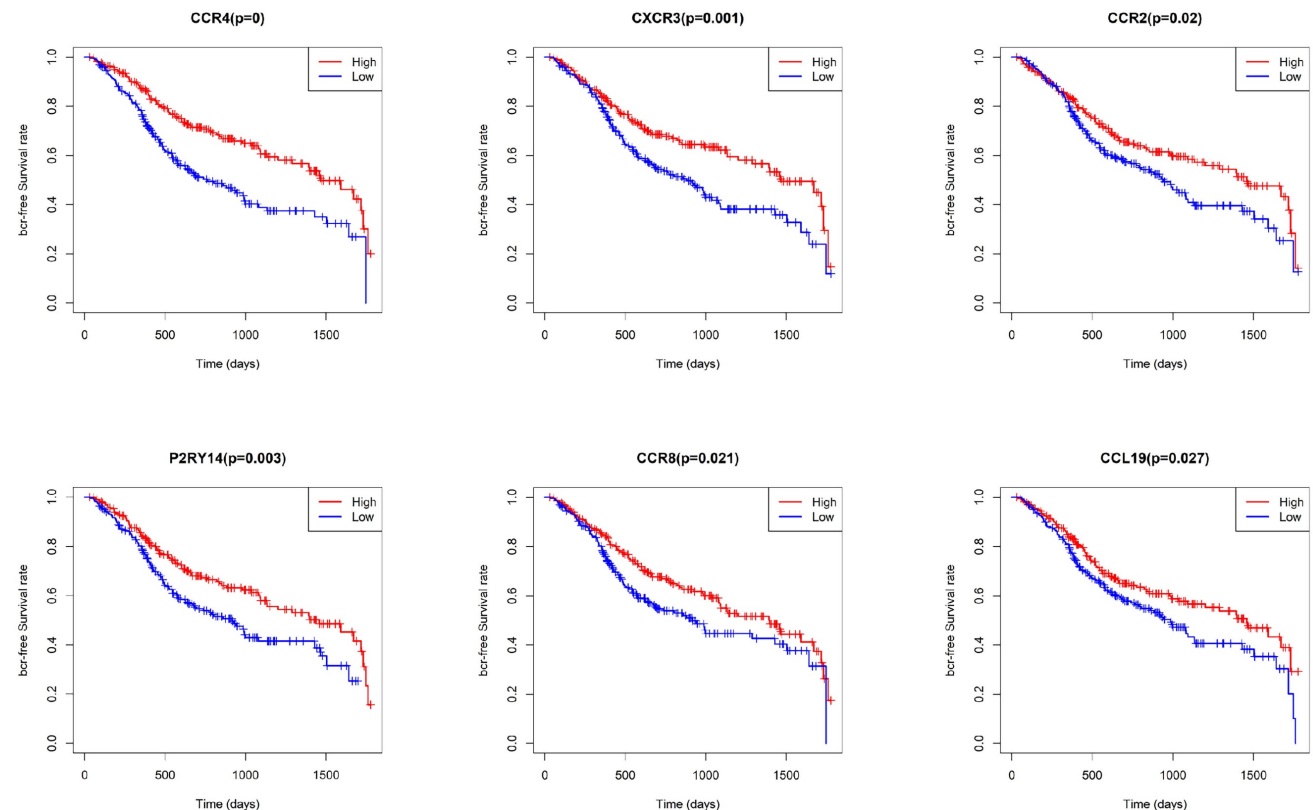 CCR4(p=0)
bcr-free Survival rate
1.0
0.8
0.6
0.4
0.2
0.0
High
Low
0 500 1000 1500
Time (days)
CXCR3(p=0.001)
bcr-free Survival rate
1.0
0.8
0.6
0.4
0.2
0.0
High
Low
0 500 1000 1500
Time (days)
CCR2(p=0.02)
bcr-free Survival rate
1.0
0.8
0.6
0.4
0.2
0.0
High
Low
0 500 1000 1500
Time (days)
P2RY14(p=0.003)
bcr-free Survival rate
1.0
0.8
0.6
0.4
0.2
0.0
High
Low
0 500 1000 1500
Time (days)
CCR8(p=0.021)
bcr-free Survival rate
1.0
0.8
0.6
0.4
0.2
0.0
High
Low
0 500 1000 1500
Time (days)
CCL19(p=0.027)
bcr-free Survival rate
1.0
0.8
0.6
0.4
0.2
0.0
High
Low
0 500 1000 1500
Time (days)